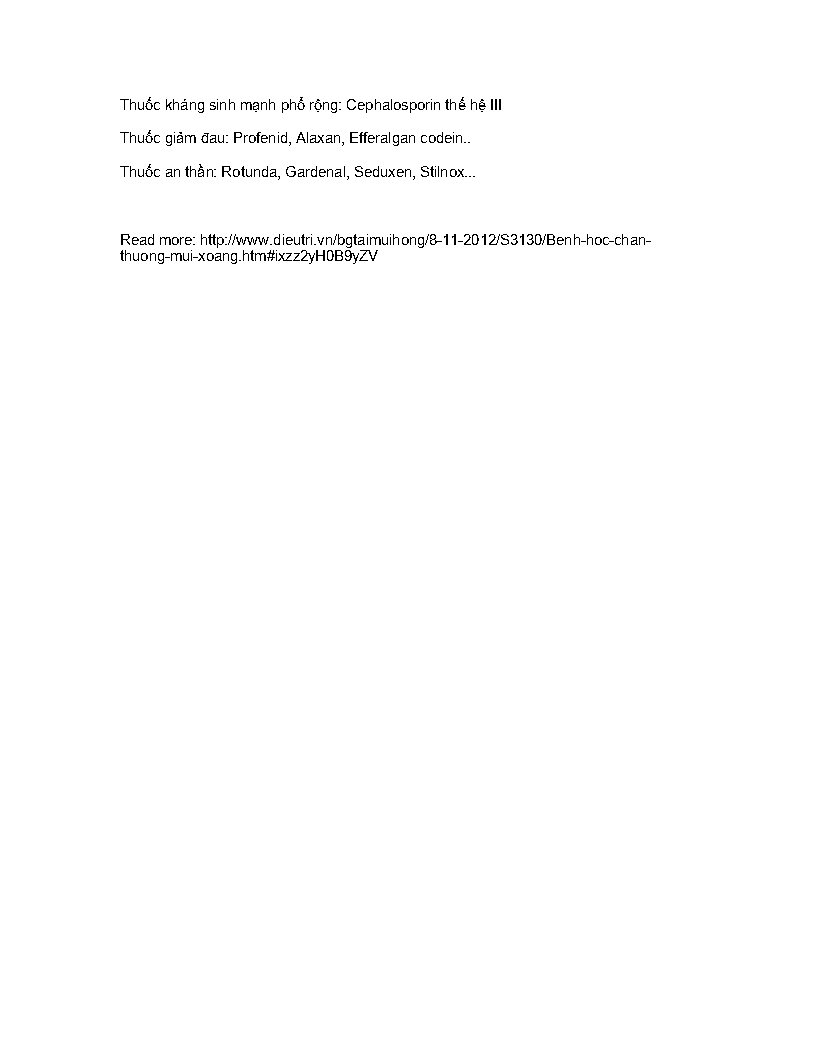 Thuốc kháng sinh mạnh phổ rộng: Cephalosporin thế hệ III
Thuốc giảm đau: Profenid, Alaxan, Efferalgan codein..
Thuốc an thần: Rotunda, Gardenal, Seduxen, Stilnox...
Read more: http://www.dieutri.vn/bgtaimuihong/8-11-2012/S3130/Benh-hoc-chan-
thuong-mui-xoang.htm#ixzz2yH0B9yZV